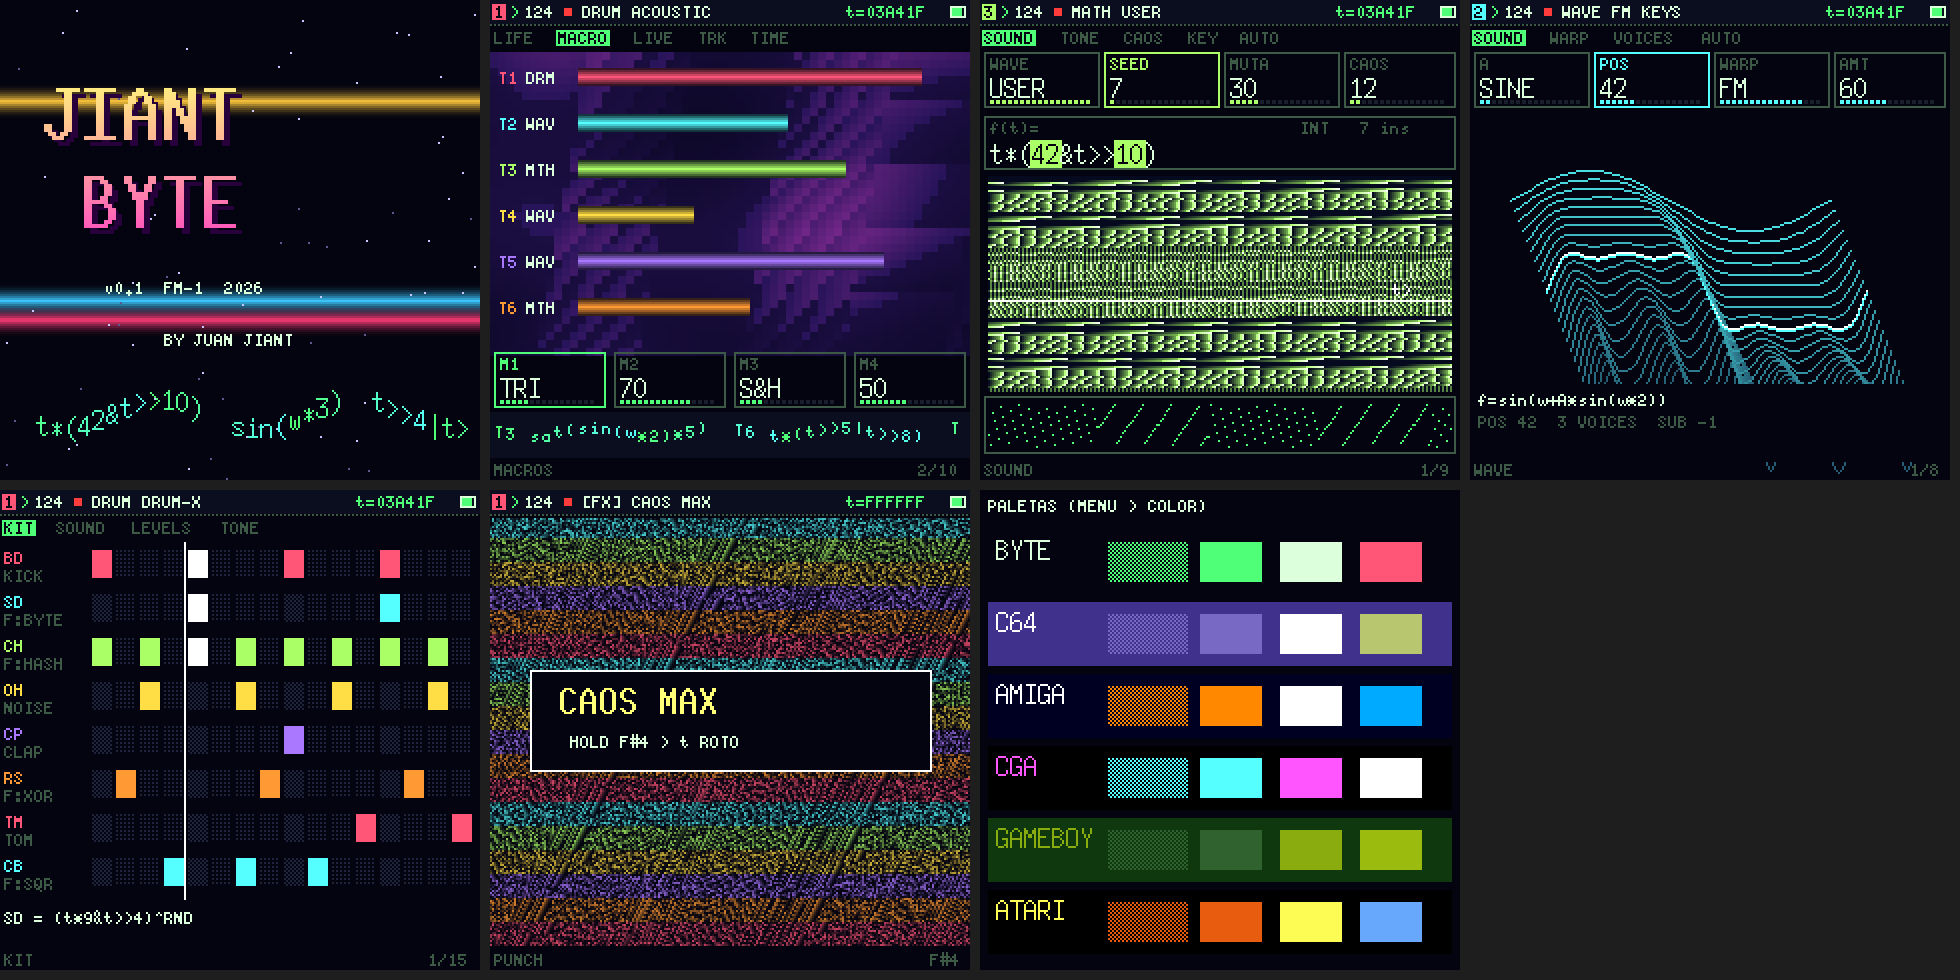 JIANT
BYTE
v0.1 FM-1 2026
BY JUAN JIANT
t*(42&t>>10) sin(w*3) t>>4|t>
1 > 124 DRUM ACOUSTIC t=03A41F
LIFE MACRO LIVE TRK TIME
T1 DRM
T2 WAV
T3 MTH
T4 WAV
T5 WAV
T6 MTH
M1 M2 M3 M4
TRI 70 S&H 50
T3 sat(sin(w*2)*5) T6 t*(t>>5|t>>8) T
MACROS 2/10
3 > 124 MATH USER t=03A41F
SOUND TONE CAOS KEY AUTO
WAVE SEED MUTA CAOS
USER 7 30 12
f(t)= INT 7 ins
t*(42&t>>10)
SOUND 1/9
2 > 124 WAVE FM KEYS t=03A41F
SOUND WARP VOICES AUTO
A POS WARP AMT
SINE 42 FM 60
f=sin(w+A*sin(w*2))
POS 42 3 VOICES SUB -1
WAVE 1/8
1 > 124 DRUM DRUM-X t=03A41F
KIT SOUND LEVELS TONE
BD
KICK
SD
F:BYTE
CH
F:HASH
OH
NOISE
CP
CLAP
RS
F:XOR
TM
TOM
CB
F:SQR
SD = (t*9&t>>4)^RND
KIT 1/15
1 > 124 [FX] CAOS MAX t=FFFFFF
CAOS MAX
HOLD F#4 > t ROTO
PUNCH F#4
PALETAS (MENU > COLOR)
BYTE
C64
AMIGA
CGA
GAMEBOY
ATARI